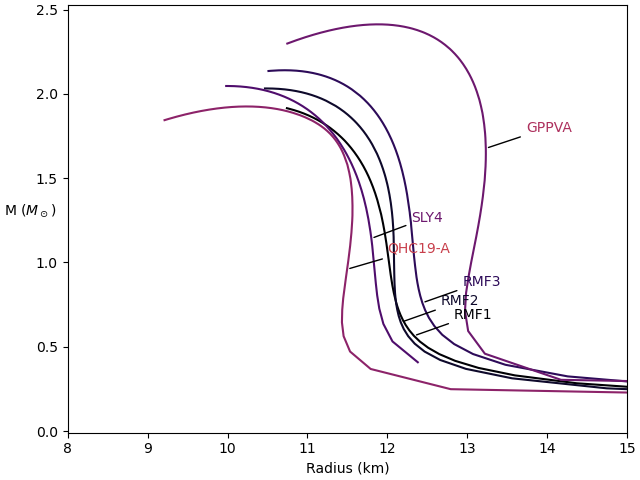 2.5
2.0
1.5
1.0
0.5
0.0
M (M⊙)
GPPVA
SLY4
QHC19-A
RMF3
RMF2
RMF1
8 9 10 11 12 13 14 15
Radius (km)